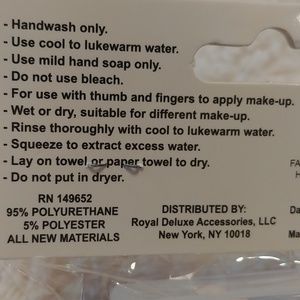 - Handwash only.
- Use cool to lukewarm water.
- Use mild hand soap only.
- Do not use bleach.
- For use with thumb and fingers to apply make-up.
- Wet or dry, suitable for different make-up.
- Rinse thoroughly with cool to lukewarm water.
- Squeeze to extract excess water.
- Lay on towel or paper towel to dry.
- Do not put in dryer.
RN 149652
95% POLYURETHANE
5% POLYESTER
ALL NEW MATERIALS
DISTRIBUTED BY:
Royal Deluxe Accessories, LLC
New York, NY 10018
FA
H
Da
Ma